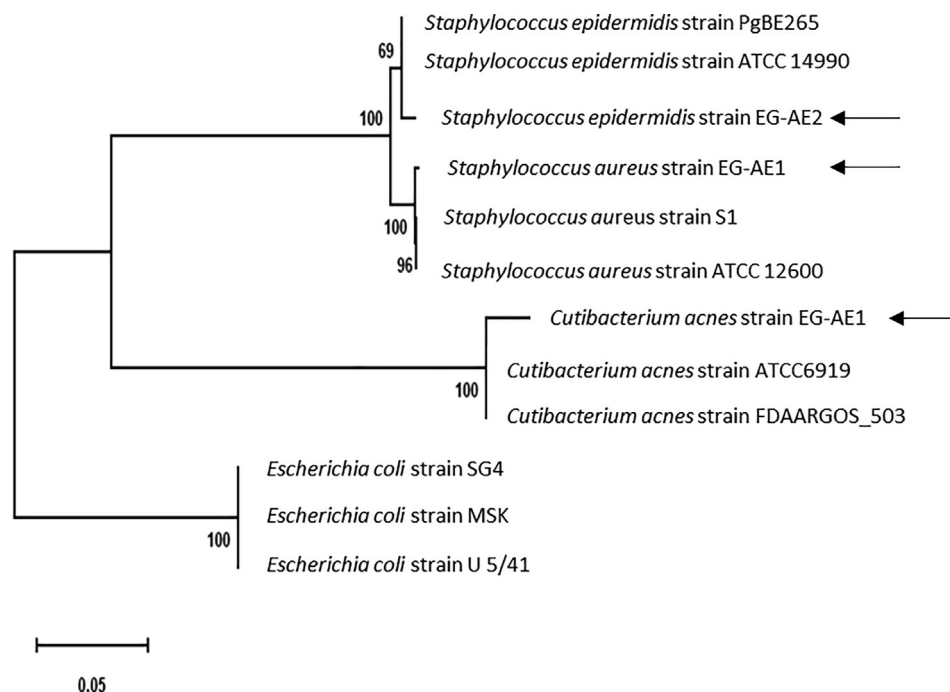 Staphylococcus epidermidis strain PgBE265
69
Staphylococcus epidermidis strain ATCC 14990
100
Staphylococcus epidermidis strain EG-AE2
Staphylococcus aureus strain EG-AE1
Staphylococcus aureus strain S1
100
96
Staphylococcus aureus strain ATCC 12600
Cutibacterium acnes strain EG-AE1
Cutibacterium acnes strain ATCC6919
100
Cutibacterium acnes strain FDAARGOS_503
Escherichia coli strain SG4
Escherichia coli strain MSK
100
Escherichia coli strain U 5/41
0.05